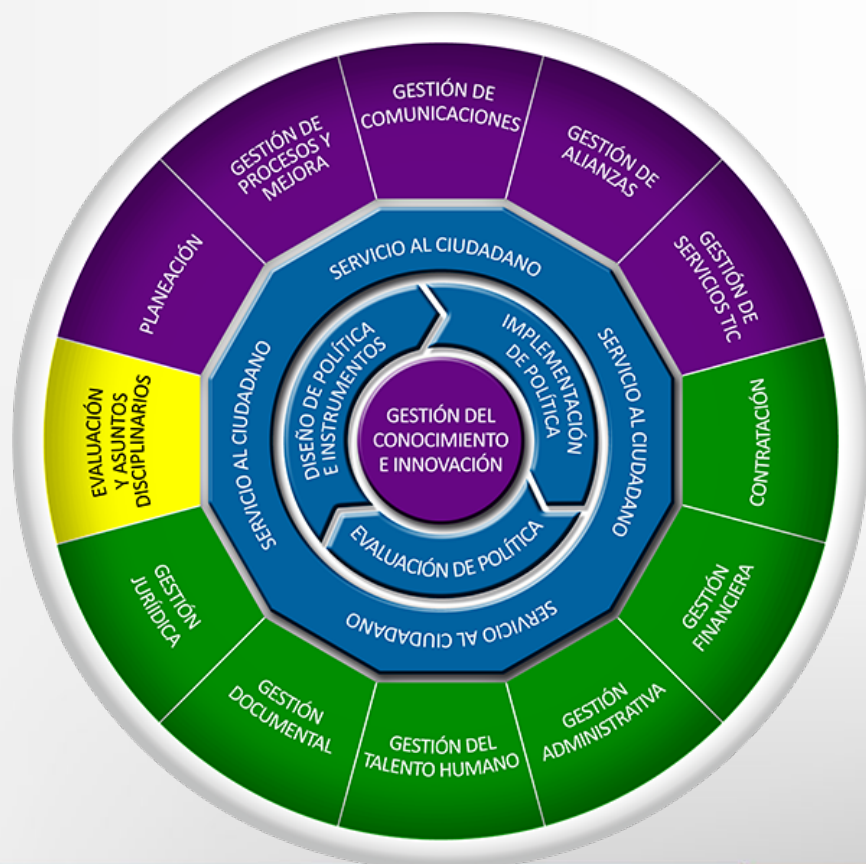 GESTIÓN DE
COMUNICACIONES
GESTIÓN DE
ALIANZAS
GESTIÓN DE
SERVICIOS TIC
CONTRATACIÓN
GESTIÓN
FINANCIERA
GESTIÓN
ADMINISTRATIVA
GESTIÓN DEL
TALENTO HUMANO
GESTIÓN
DOCUMENTAL
GESTIÓN
JURÍDICA
EVALUACIÓN
Y ASUNTOS
DISCIPLINARIOS
PLANEACIÓN
GESTIÓN DE
PROCESOS Y
MEJORA
SERVICIO AL CIUDADANO
SERVICIO AL CIUDADANO
SERVICIO AL CIUDADANO
SERVICIO AL CIUDADANO
DISEÑO DE POLÍTICA
E INSTRUMENTOS
IMPLEMENTACIÓN
DE POLÍTICA
EVALUACIÓN DE POLÍTICA
GESTIÓN DEL
CONOCIMIENTO
E INNOVACIÓN